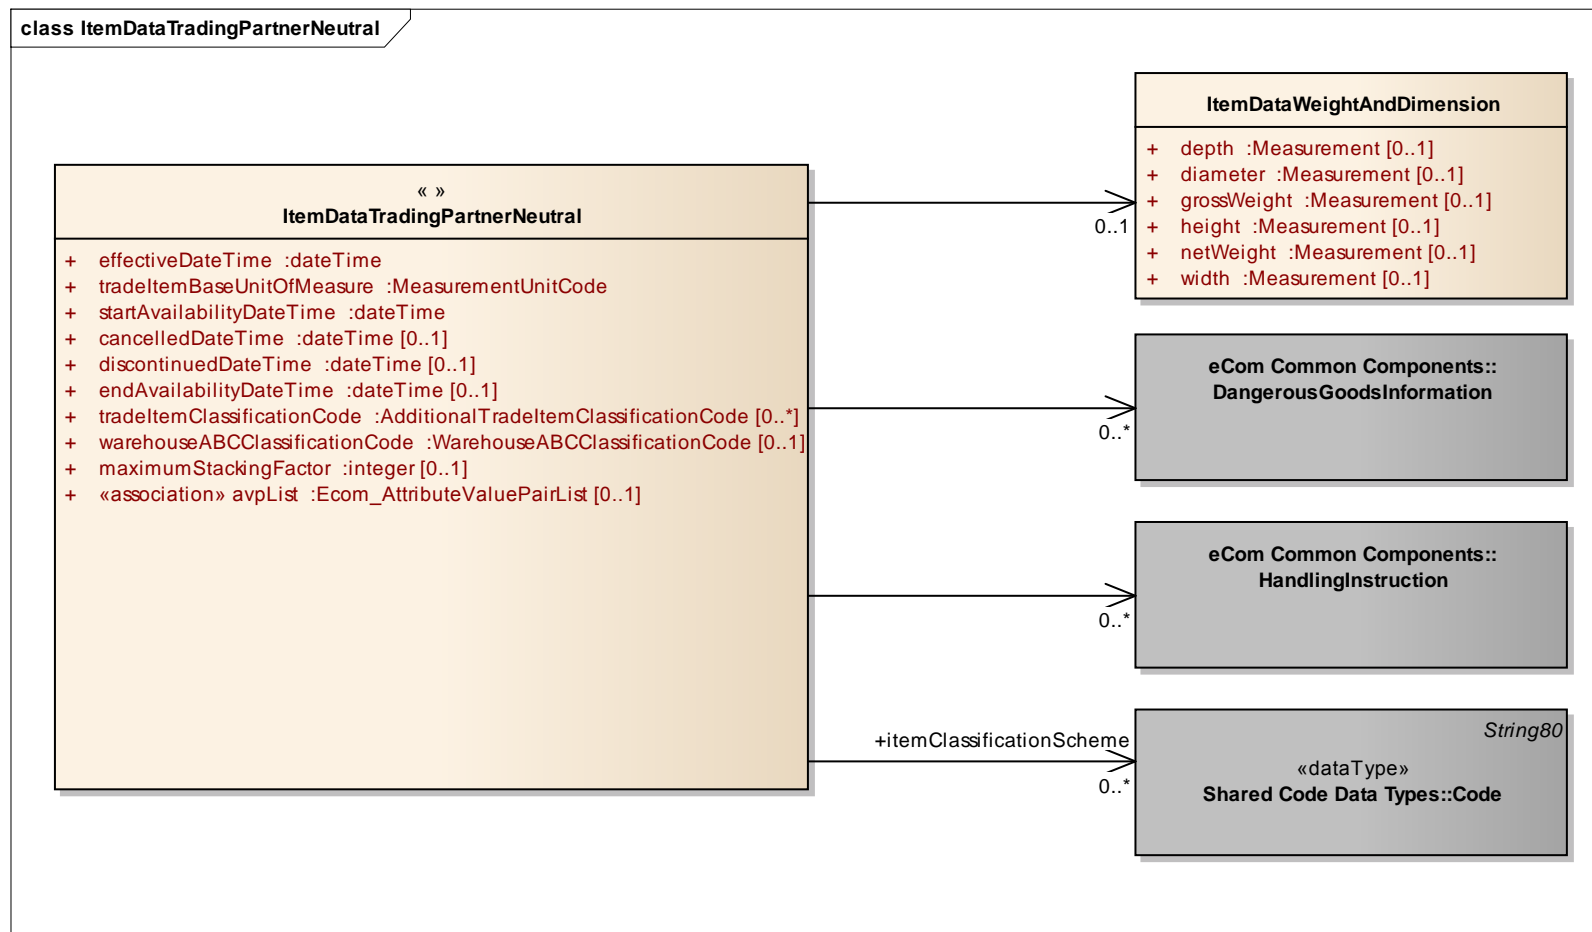 class ItemDataTradingPartnerNeutral
« »
ItemDataTradingPartnerNeutral
+ effectiveDateTime :dateTime
+ tradeItemBaseUnitOfMeasure :MeasurementUnitCode
+ startAvailabilityDateTime :dateTime
+ cancelledDateTime :dateTime [0..1]
+ discontinuedDateTime :dateTime [0..1]
+ endAvailabilityDateTime :dateTime [0..1]
+ tradeItemClassificationCode :AdditionalTradeItemClassificationCode [0..*]
+ warehouseABCClassificationCode :WarehouseABCClassificationCode [0..1]
+ maximumStackingFactor :integer [0..1]
+ «association» avpList :Ecom_AttributeValuePairList [0..1]
ItemDataWeightAndDimension
+ depth :Measurement [0..1]
+ diameter :Measurement [0..1]
+ grossWeight :Measurement [0..1]
+ height :Measurement [0..1]
+ netWeight :Measurement [0..1]
+ width :Measurement [0..1]
0..1
eCom Common Components::
DangerousGoodsInformation
0..*
eCom Common Components::
HandlingInstruction
0..*
+itemClassificationScheme
0..*
String80
«dataType»
Shared Code Data Types::Code